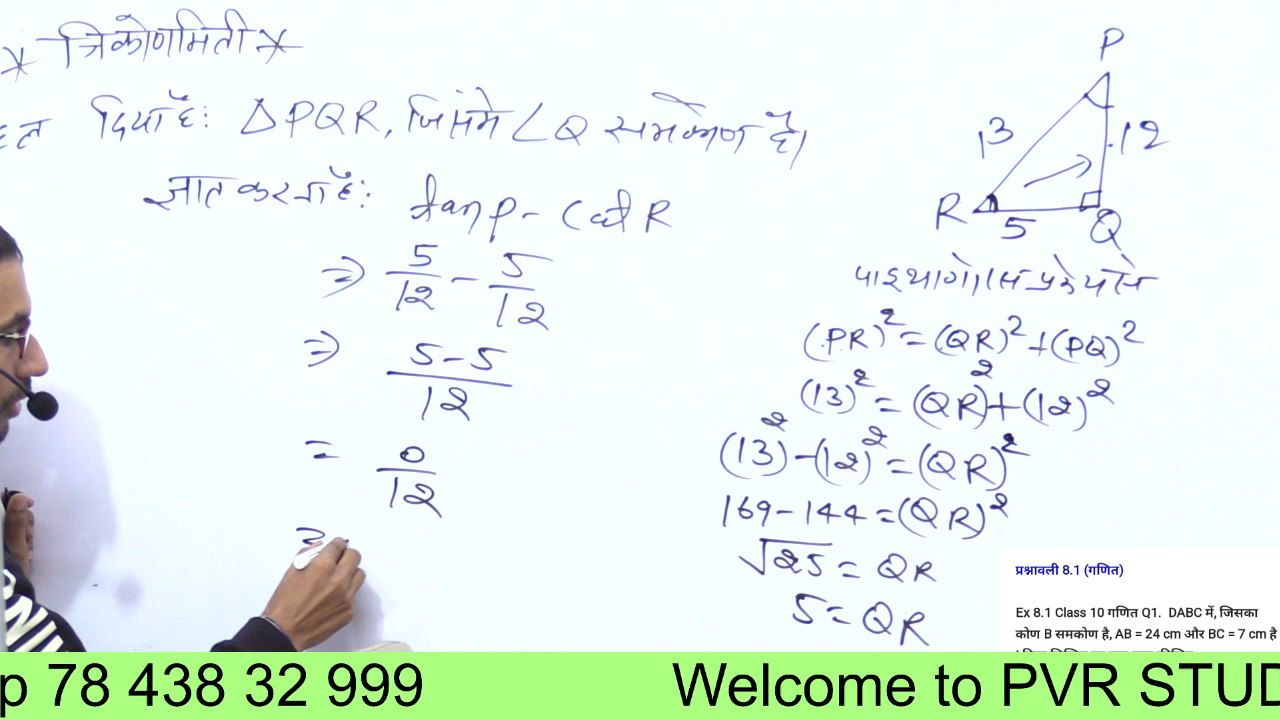 * त्रिकोणमिती *
हल दिया है: △PQR, जिसमे ∠Q समकोण है।
ज्ञात करना है: tan P - Cot R
⇒ 5/12 - 5/12
⇒ 5-5/12
= 0/12
P
13
12
R
5
Q
पाइथागोरस प्रमेय से
(PR)² = (QR)² + (PQ)²
(13)² = (QR)² + (12)²
(13)² - (12)² = (QR)²
169 - 144 = (QR)²
√25 = QR
5 = QR
प्रश्नावली 8.1 (गणित)
Ex 8.1 Class 10 गणित Q1. DABC में, जिसका
कोण B समकोण है, AB = 24 cm और BC = 7 cm है
p 78 438 32 999 Welcome to PVR STUD